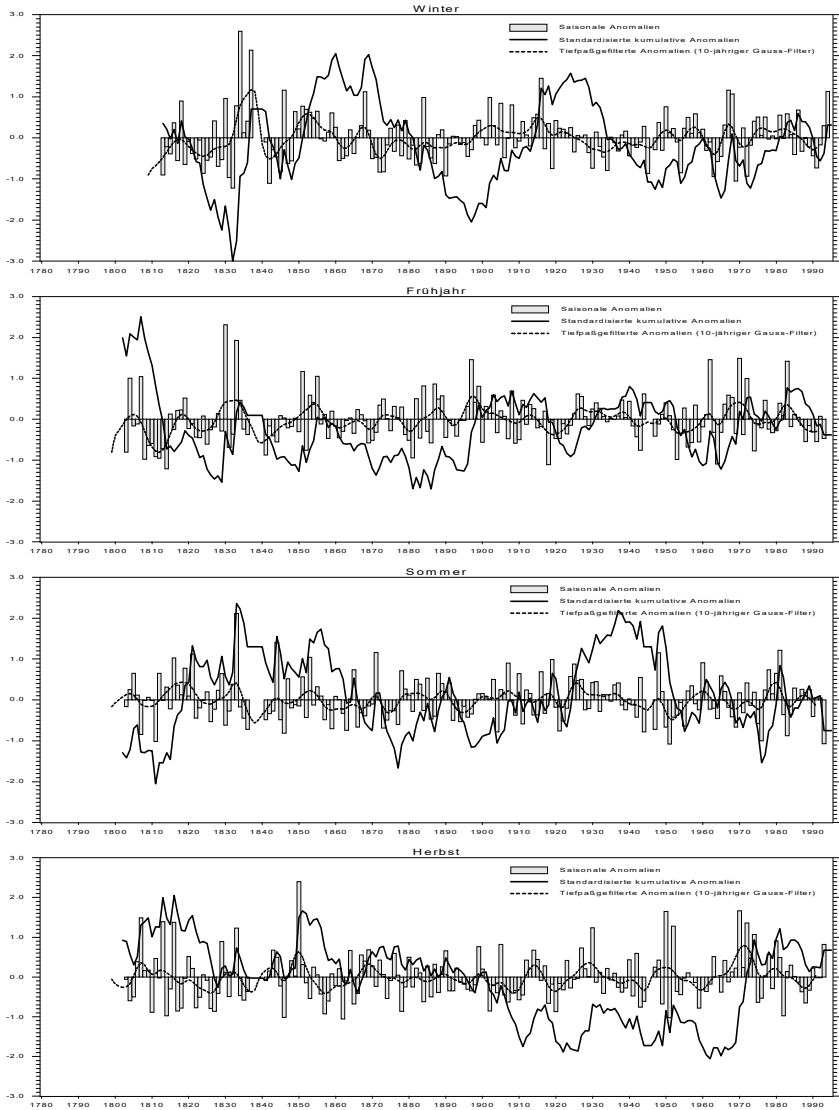 Winter
3.0
Saisonale Anomalien
Standardisierte kumulative Anomalien
2.0
Tiefpaßgefilterte Anomalien (10-jähriger Gauss-Filter)
1.0
0.0
-1.0
-2.0
-3.0
1780 1790 1800 1810 1820 1830 1840 1850 1860 1870 1880 1890 1900 1910 1920 1930 1940 1950 1960 1970 1980 1990
Frühjahr
3.0
Saisonale Anomalien
Standardisierte kumulative Anomalien
2.0
Tiefpaßgefilterte Anomalien (10-jähriger Gauss-Filter)
1.0
0.0
-1.0
-2.0
-3.0
1780 1790 1800 1810 1820 1830 1840 1850 1860 1870 1880 1890 1900 1910 1920 1930 1940 1950 1960 1970 1980 1990
Sommer
3.0
Saisonale Anomalien
Standardisierte kumulative Anomalien
2.0
Tiefpaßgefilterte Anomalien (10-jähriger Gauss-Filter)
1.0
0.0
-1.0
-2.0
-3.0
1780 1790 1800 1810 1820 1830 1840 1850 1860 1870 1880 1890 1900 1910 1920 1930 1940 1950 1960 1970 1980 1990
Herbst
3.0
Saisonale Anomalien
Standardisierte kumulative Anomalien
2.0
Tiefpaßgefilterte Anomalien (10-jähriger Gauss-Filter)
1.0
0.0
-1.0
-2.0
-3.0
1780 1790 1800 1810 1820 1830 1840 1850 1860 1870 1880 1890 1900 1910 1920 1930 1940 1950 1960 1970 1980 1990